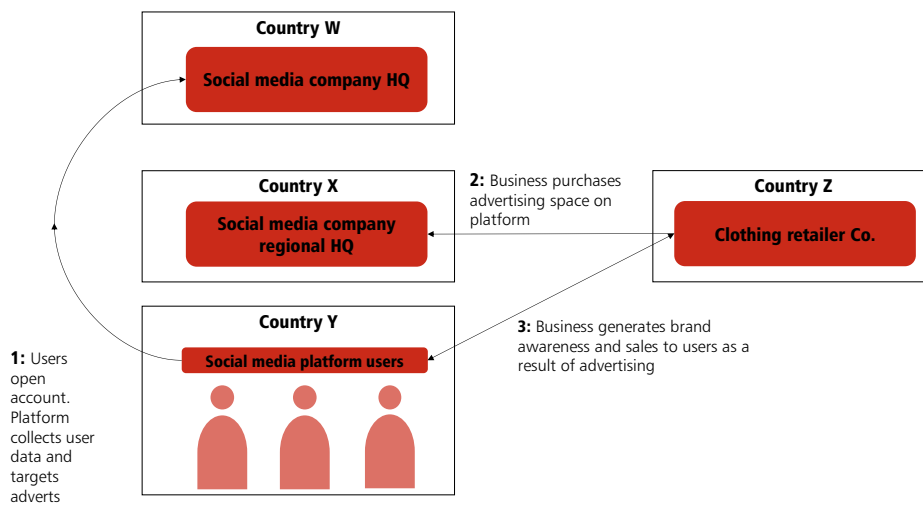 Country W
Social media company HQ
Country X
Social media company
regional HQ
2: Business purchases
advertising space on
platform
Country Z
Clothing retailer Co.
Country Y
Social media platform users
3: Business generates brand
awareness and sales to users as a
result of advertising
1: Users
open
account.
Platform
collects user
data and
targets
adverts